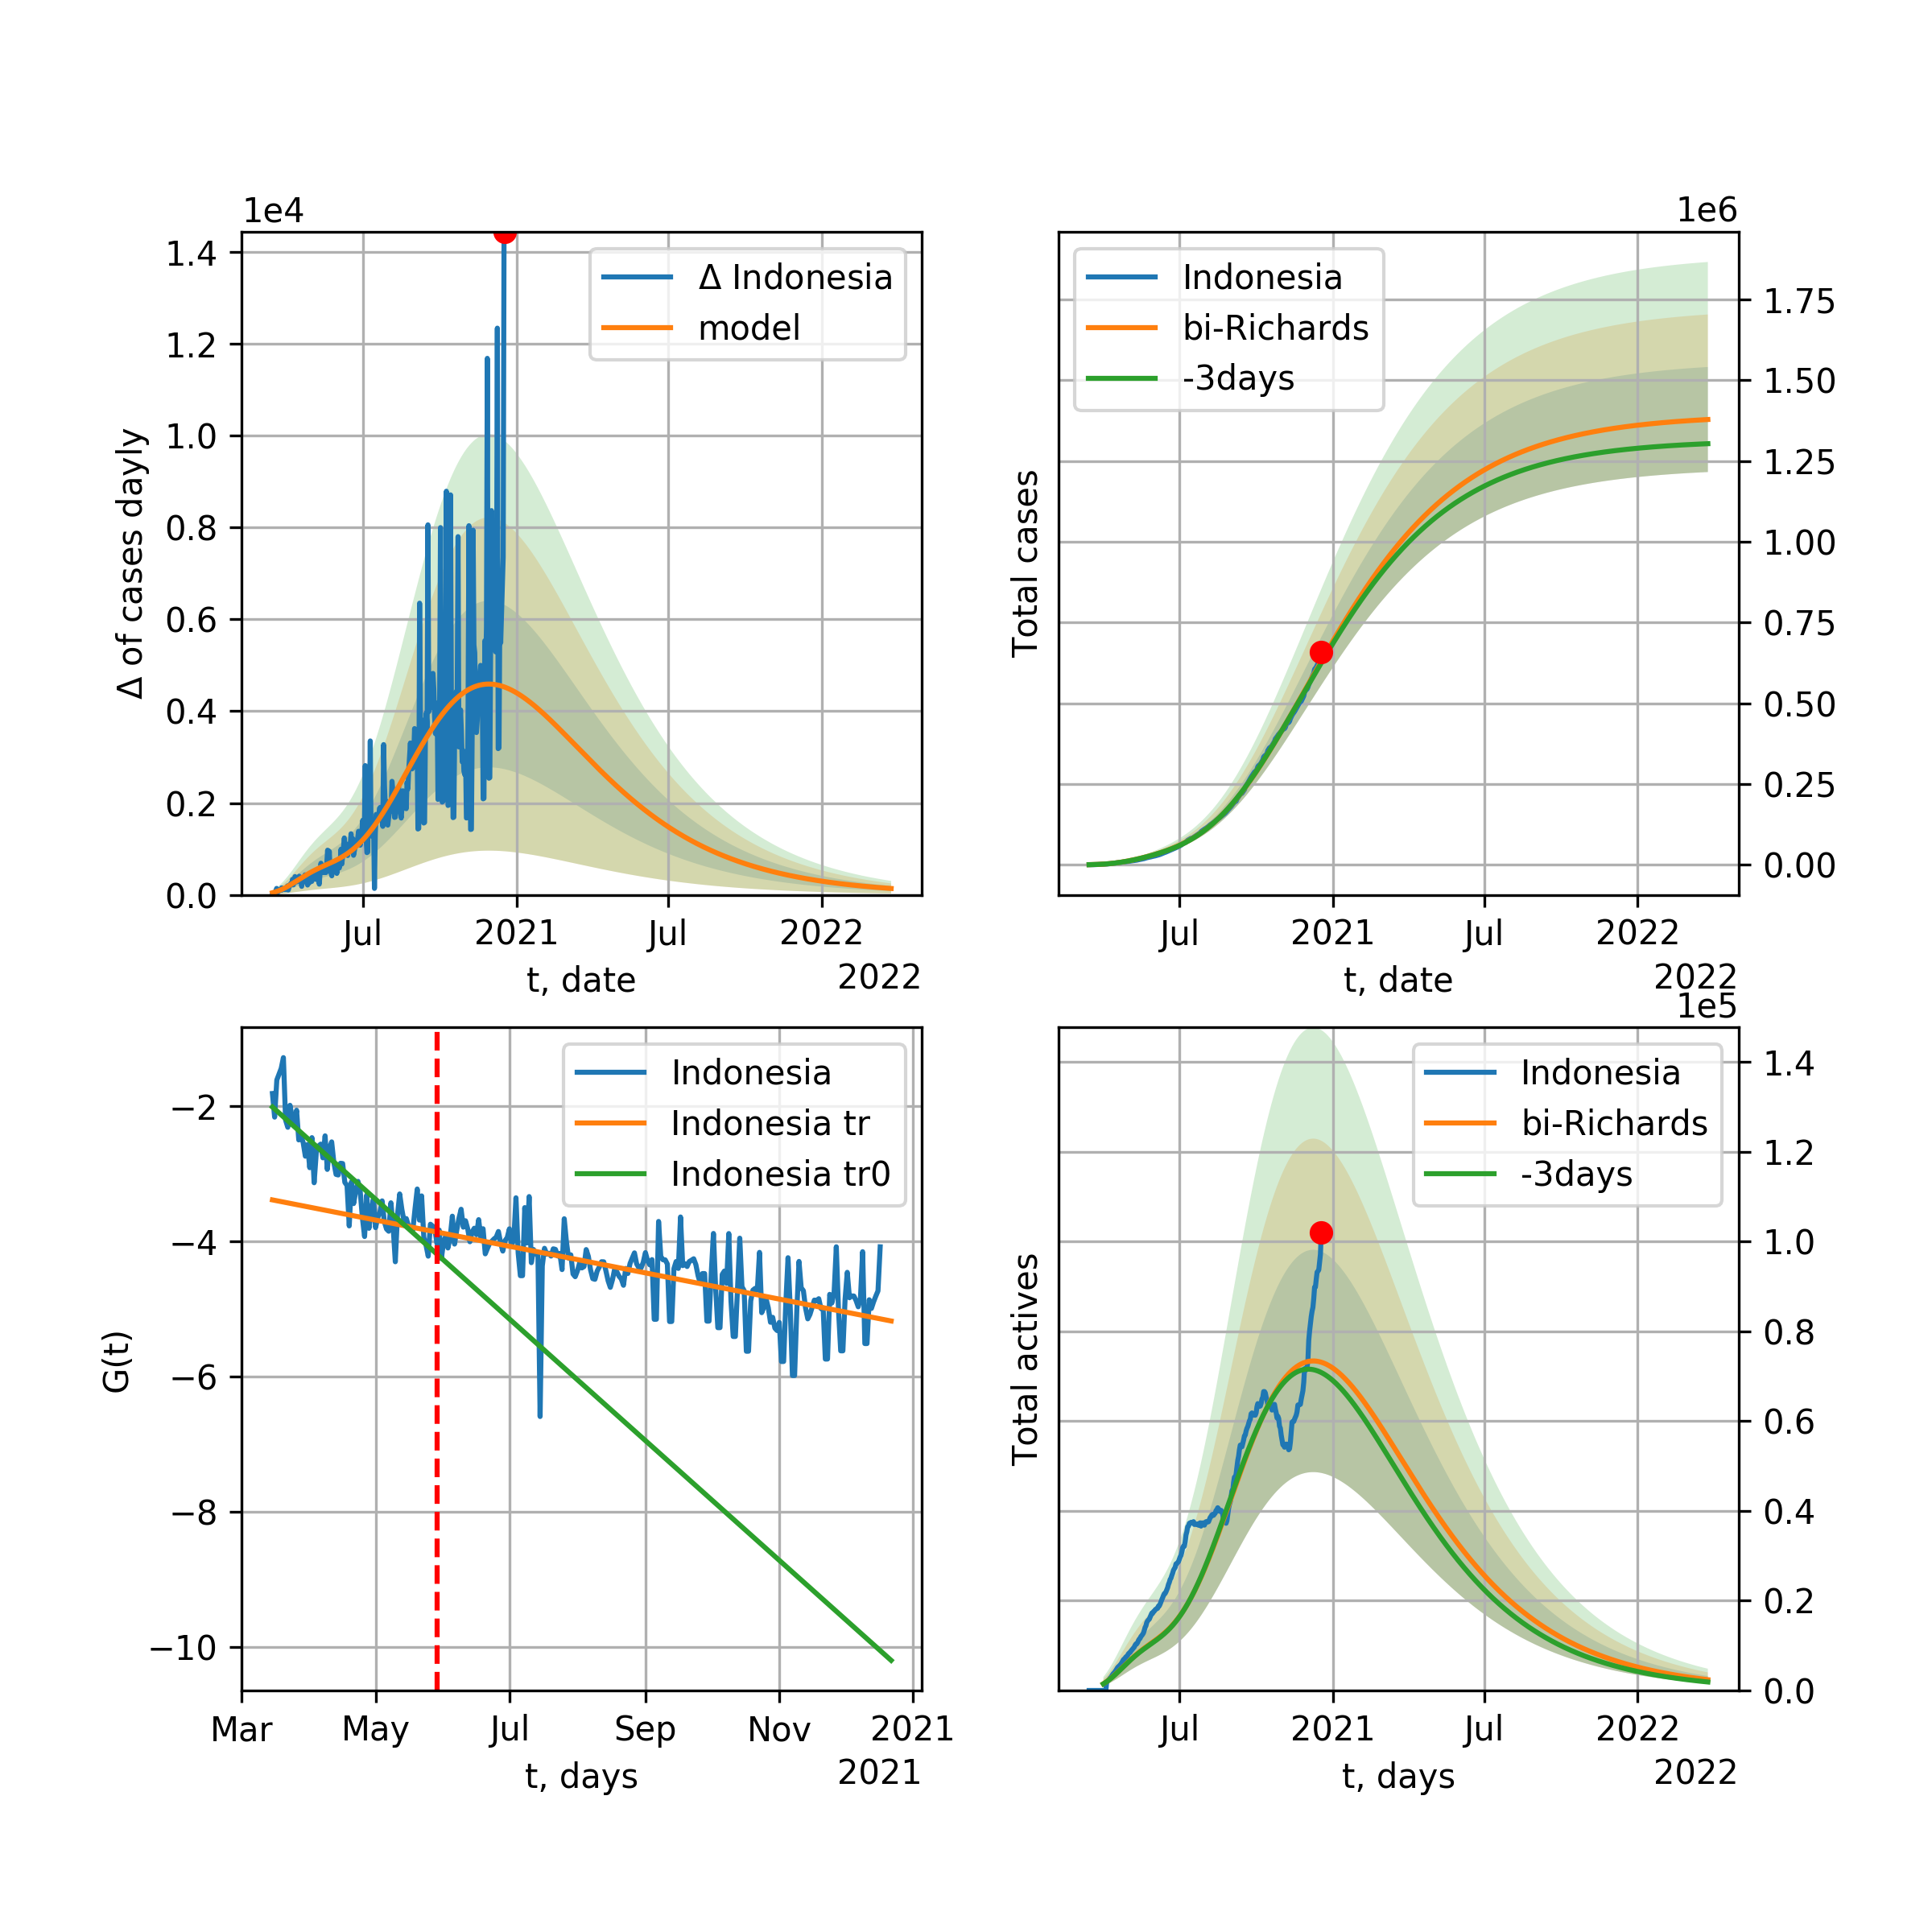 1e4
Δ of cases dayly
1.4
1.2
1.0
0.8
0.6
0.4
0.2
0.0
Δ Indonesia
model
Jul
2021
Jul
2022
t, date
2022
1e6
Total cases
Indonesia
bi-Richards
-3days
1.75
1.50
1.25
1.00
0.75
0.50
0.25
0.00
Jul
2021
Jul
2022
t, date
2022
G(t)
−2
−4
−6
−8
−10
Indonesia
Indonesia tr
Indonesia tr0
Mar
May
Jul
Sep
Nov
2021
t, days
2021
1e5
Total actives
Indonesia
bi-Richards
-3days
1.4
1.2
1.0
0.8
0.6
0.4
0.2
0.0
Jul
2021
Jul
2022
t, days
2022